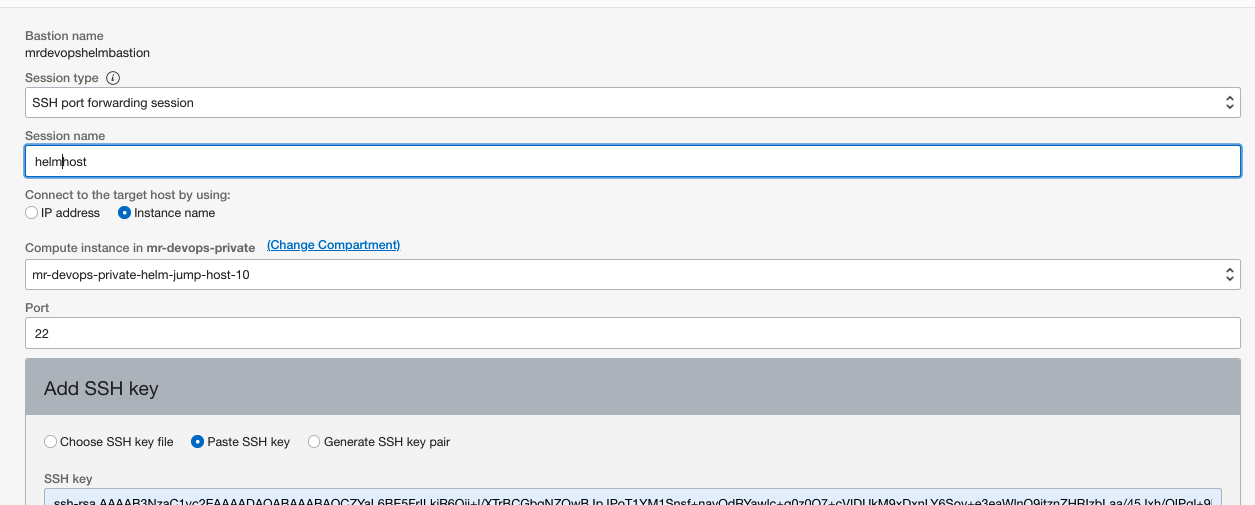 Bastion name
mrdevopshelmbastion
Session type
SSH port forwarding session
Session name
helmhost
Connect to the target host by using:
IP address Instance name
Compute instance in mr-devops-private (Change Compartment)
mr-devops-private-helm-jump-host-10
Port
22
Add SSH key
Choose SSH key file Paste SSH key Generate SSH key pair
SSH key
ssh-rsa